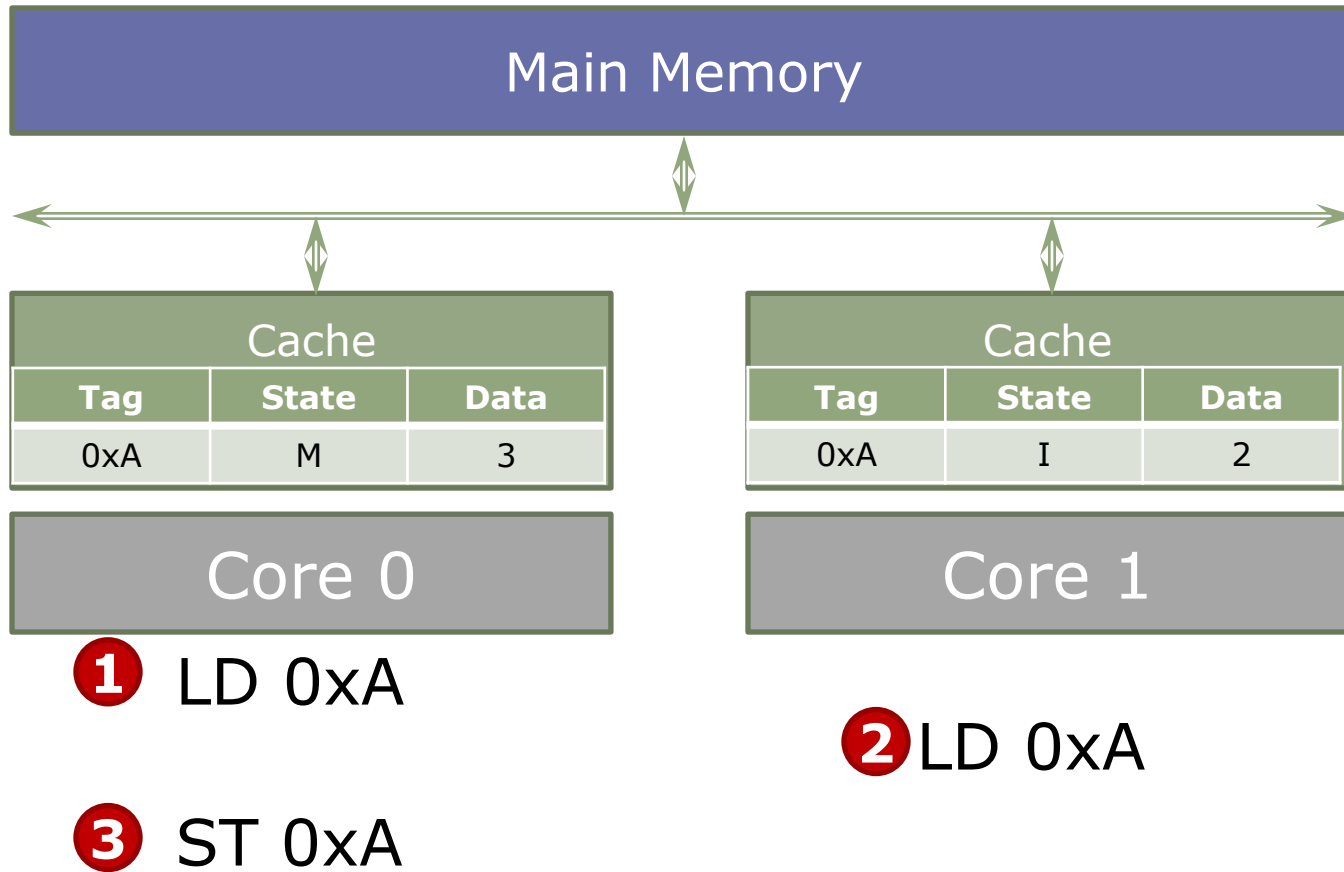 Main Memory
Cache
Tag State Data
0xA M 3
Core 0
Cache
Tag State Data
0xA I 2
Core 1
1 LD 0xA
2 LD 0xA
3 ST 0xA